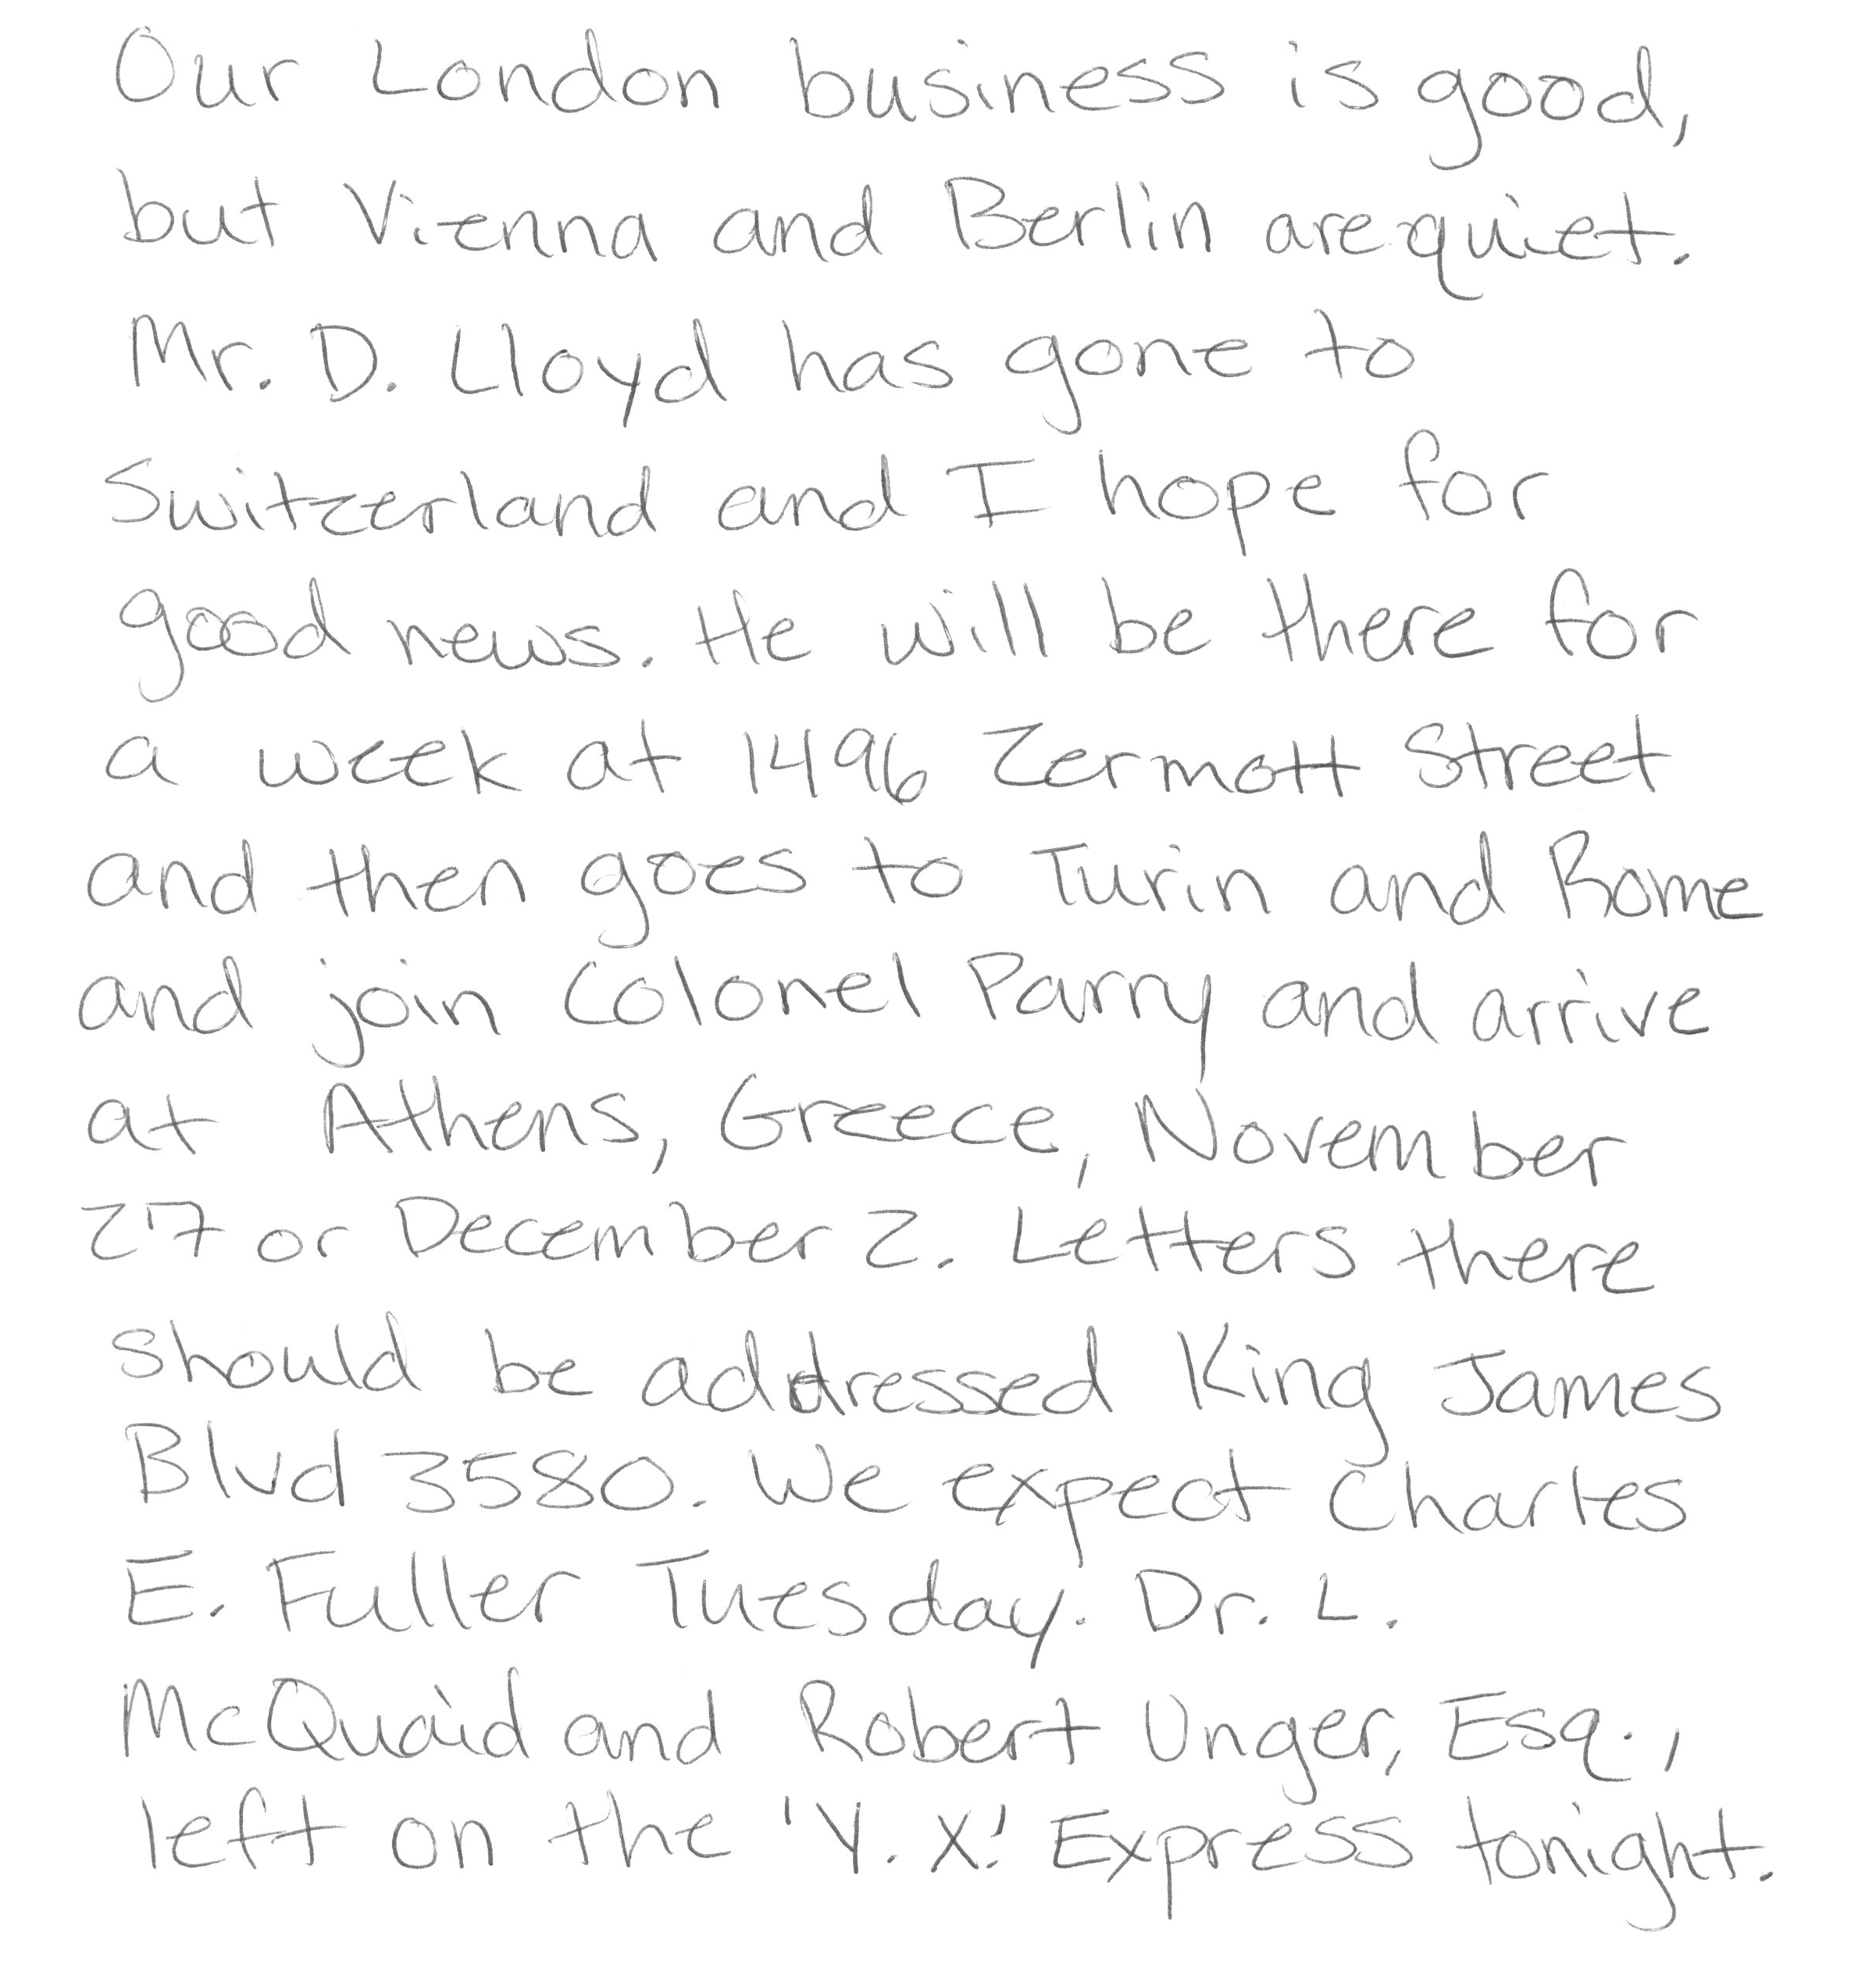 Our London business is good,
but Vienna and Berlin are quiet.
Mr. D. Lloyd has gone to
Switzerland and I hope for
good news. He will be there for
a week at 1496 Zermott Street
and then goes to Turin and Rome
and join Colonel Parry and arrive
at Athens, Greece, November
27 or December 2. Letters there
should be addressed King James
Blvd 3580. We expect Charles
E. Fuller Tuesday. Dr. L.
McQuaid and Robert Unger, Esq.,
left on the 'Y. X.' Express tonight.